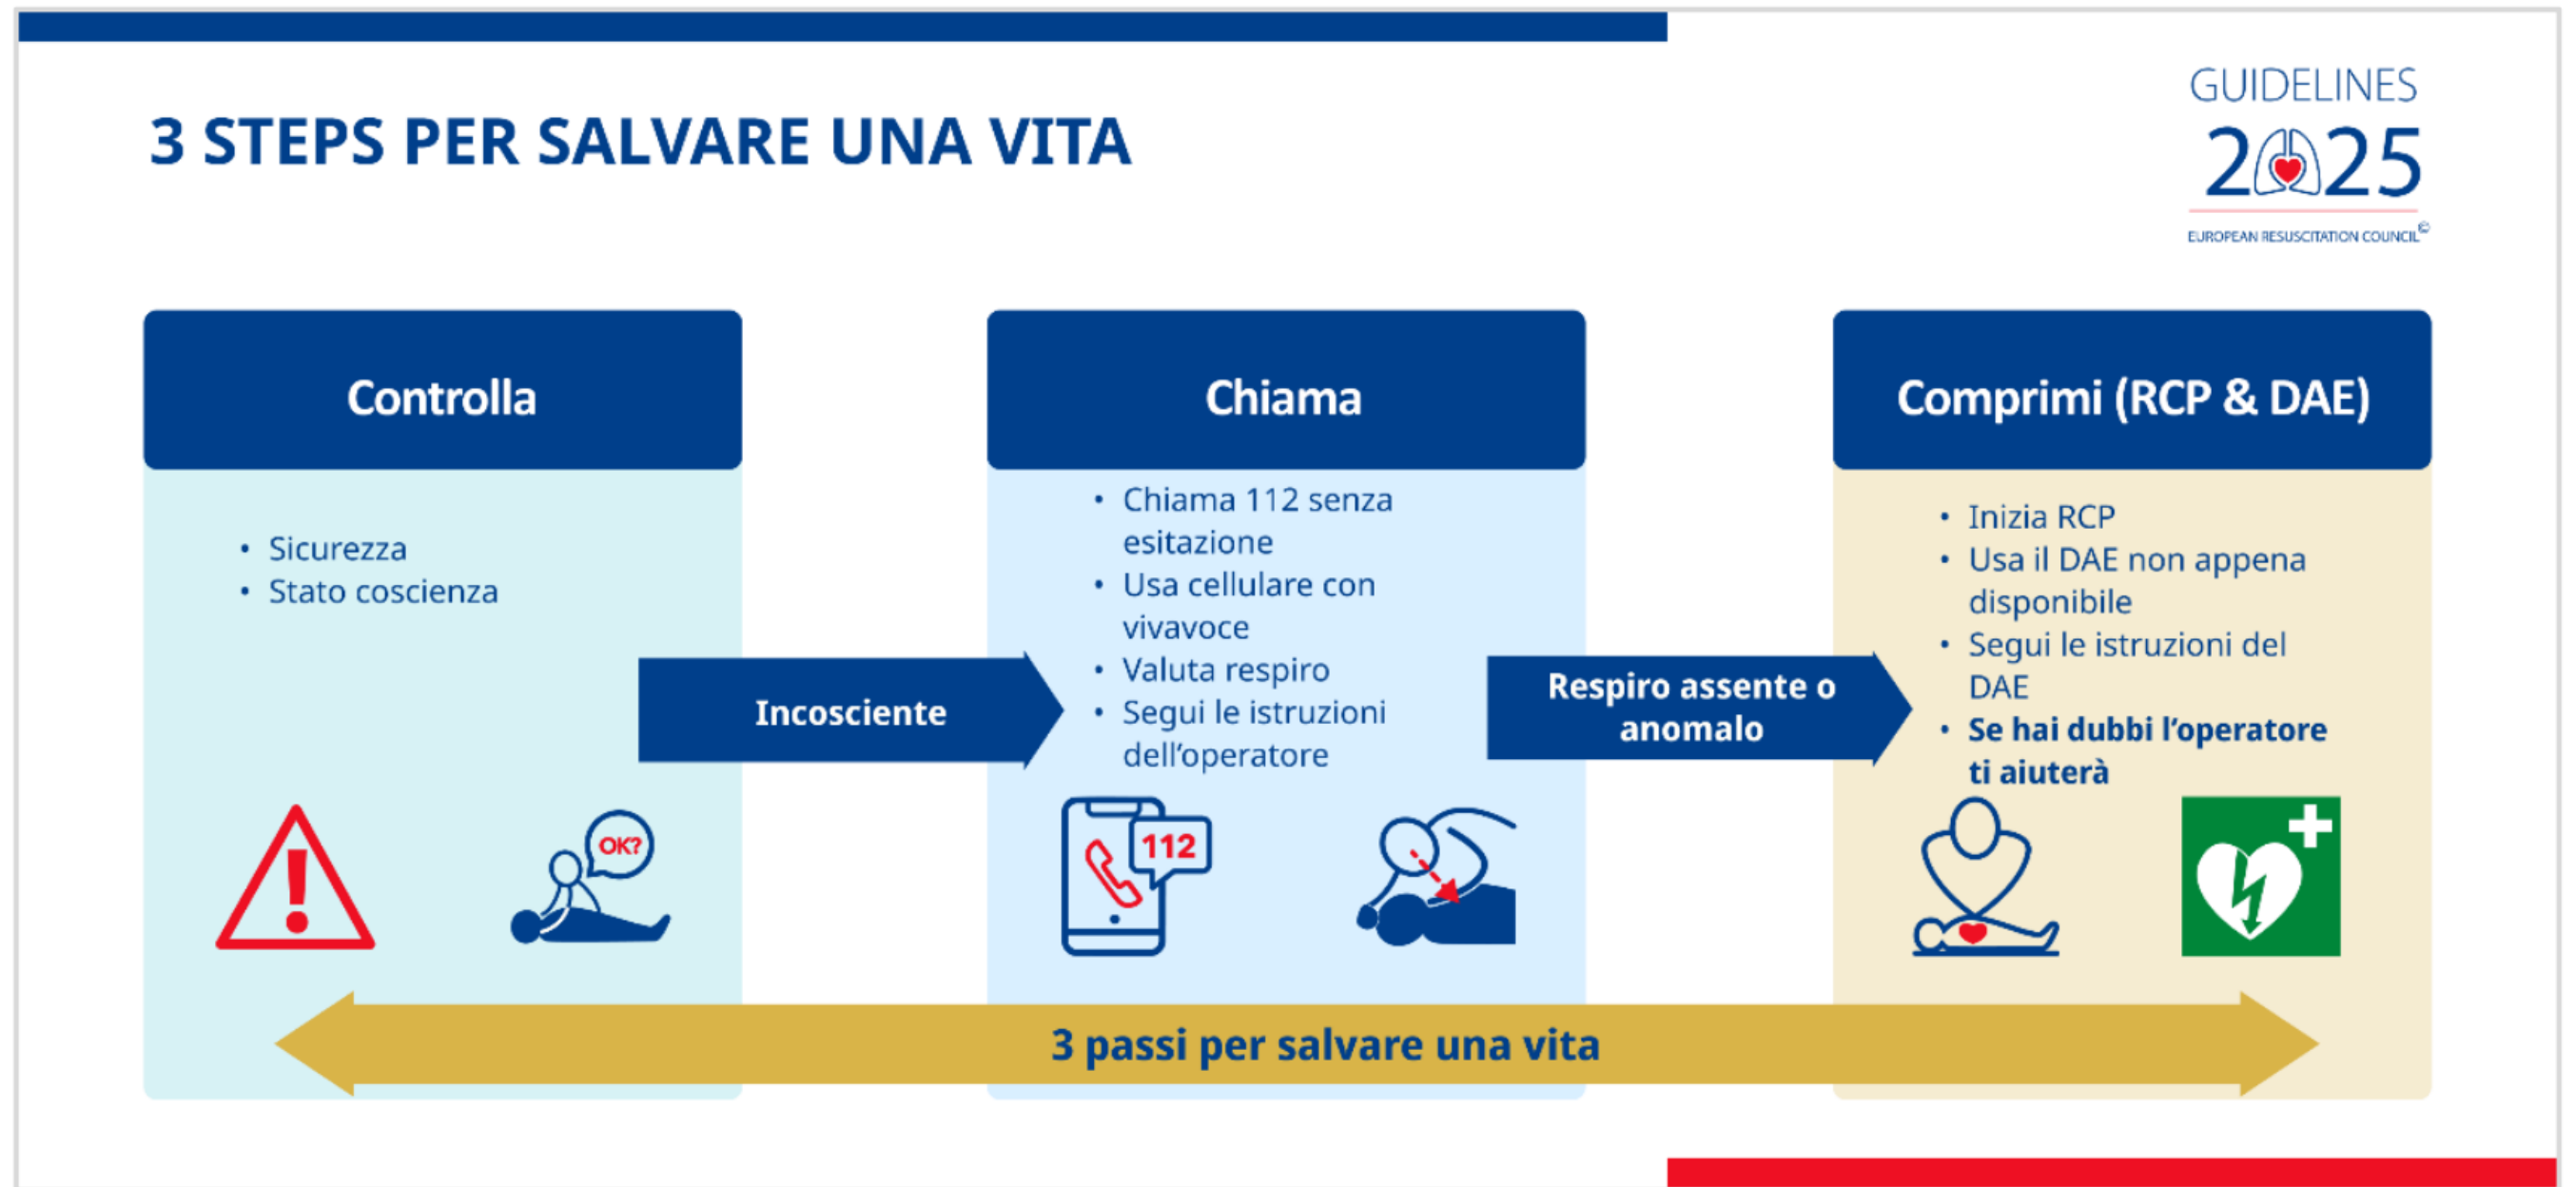 3 STEPS PER SALVARE UNA VITA
GUIDELINES
2025
EUROPEAN RESUSCITATION COUNCIL©
Controlla
• Sicurezza
• Stato coscienza
OK?
Incosciente
Chiama
• Chiama 112 senza
esitazione
• Usa cellulare con
vivavoce
• Valuta respiro
• Segui le istruzioni
dell'operatore
112
Respiro assente o
anomalo
Comprimi (RCP & DAE)
• Inizia RCP
• Usa il DAE non appena
disponibile
• Segui le istruzioni del
DAE
• Se hai dubbi l'operatore
ti aiuterà
3 passi per salvare una vita